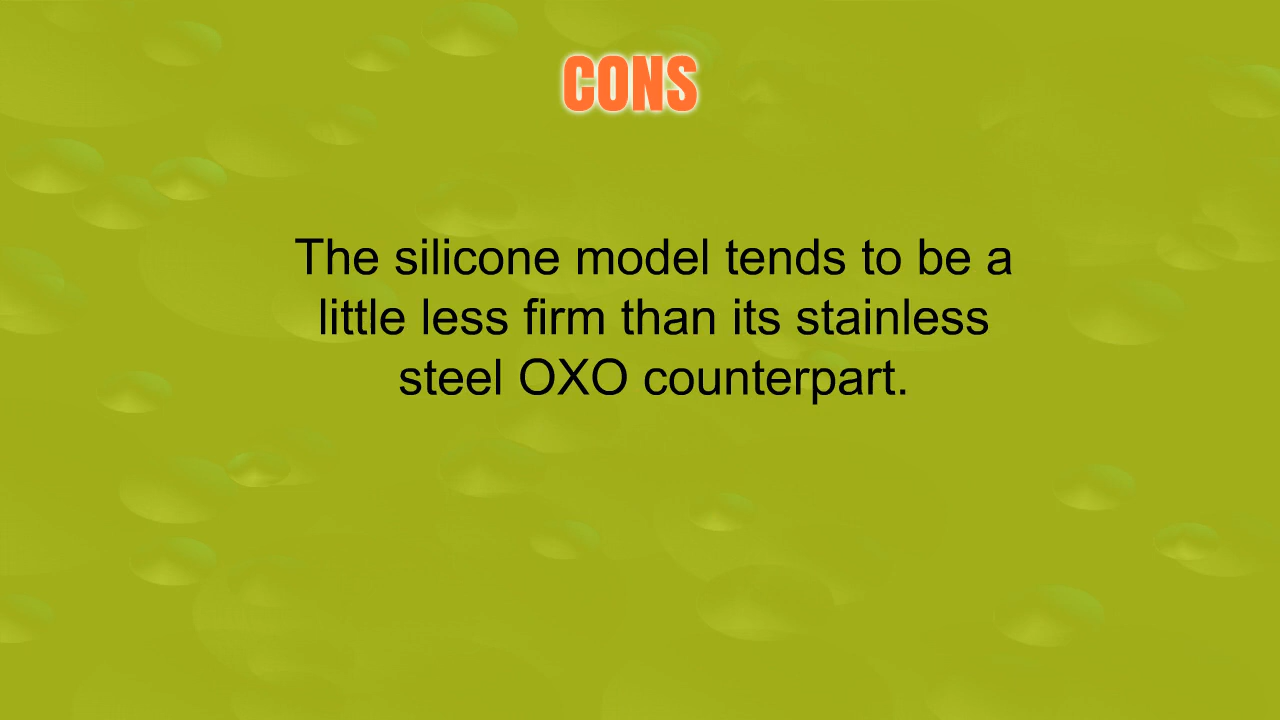 CONS
The silicone model tends to be a
little less firm than its stainless
steel OXO counterpart.